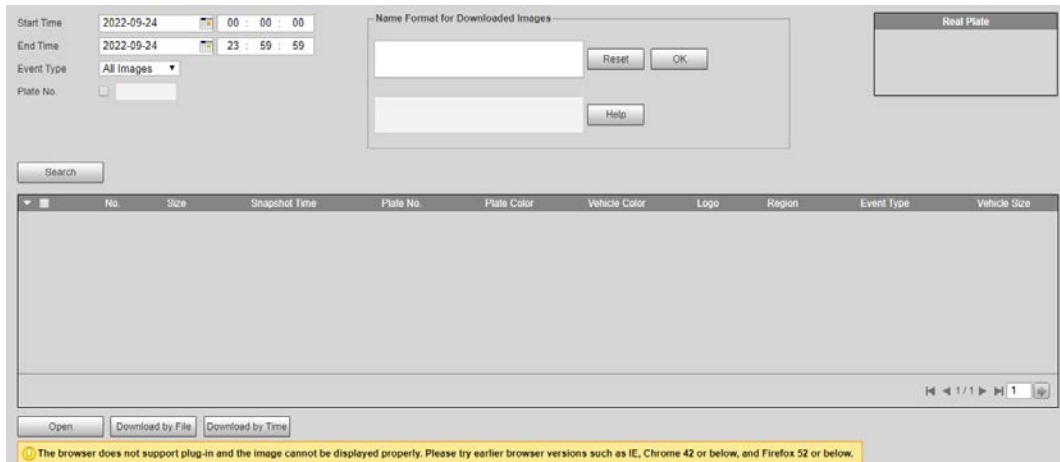 Start Time 2022-09-24 00 : 00 : 00
End Time 2022-09-24 23 : 59 : 59
Event Type All Images
Plate No.
Name Format for Downloaded Images
Reset OK
Help
Real Plate
Search
No. Size Snapshot Time Plate No. Plate Color Vehicle Color Logo Region Event Type Vehicle Size
1 / 1 1
Open Download by File Download by Time
The browser does not support plug-in and the image cannot be displayed properly. Please try earlier browser versions such as IE, Chrome 42 or below, and Firefox 52 or below.